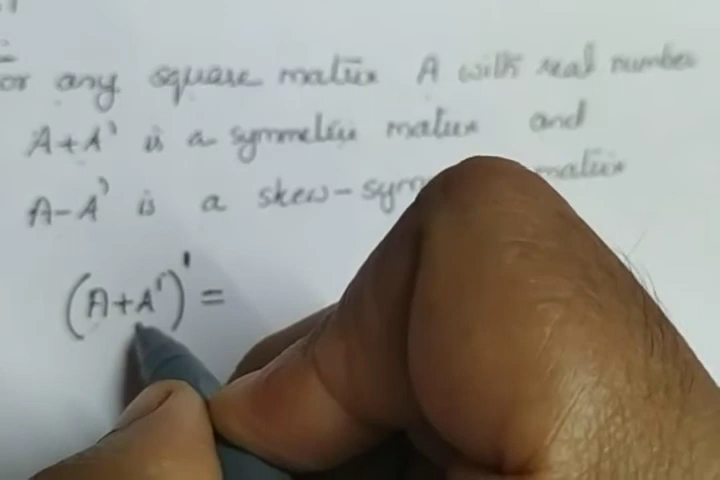 or any square matrix A with real number
A+A' is a symmetric matrix and
A-A' is a skew-sym matrix
(A+A')' =